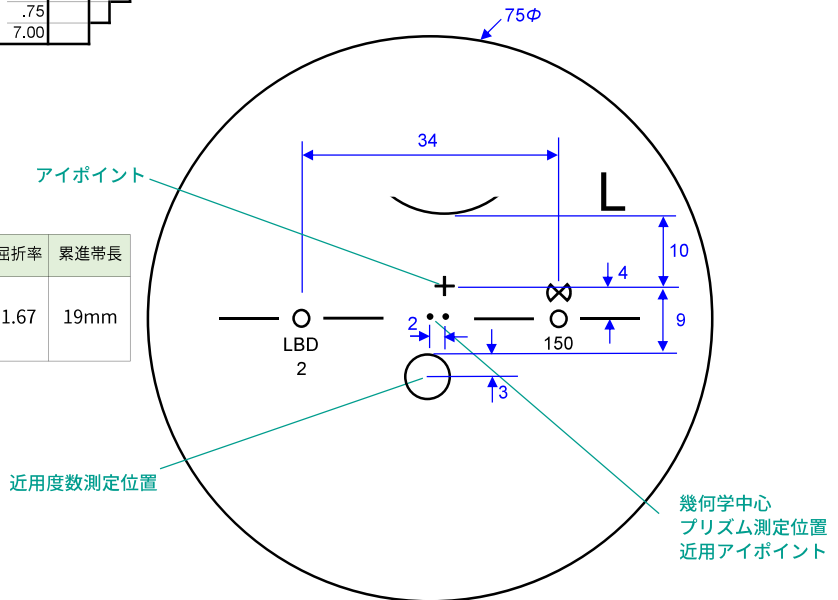 .75
7.00
75Φ
34
アイポイント
L
屈折率 累進帯長
10
4
1.67 19mm
2
9
LBD
2
150
3
近用度数測定位置
幾何学中心
プリズム測定位置
近用アイポイント